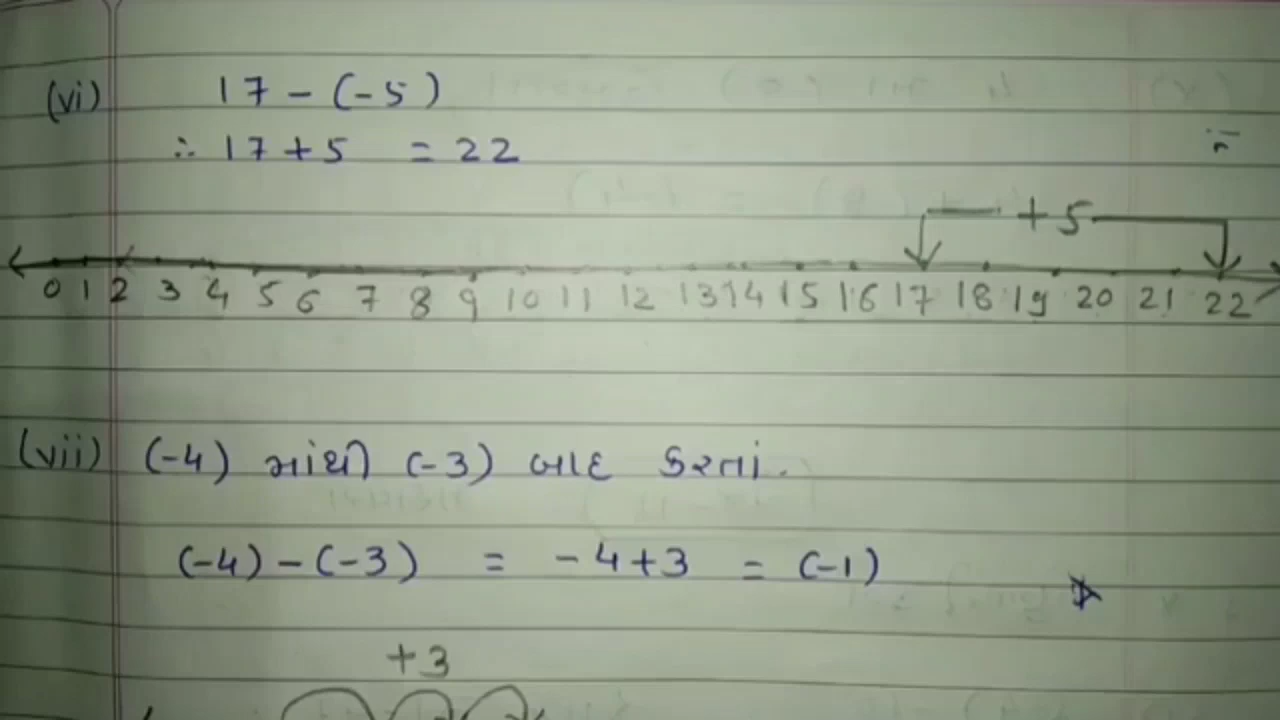 (vi) 17 - (-5)
∴ 17 + 5 = 22
+5
0 1 2 3 4 5 6 7 8 9 10 11 12 13 14 15 16 17 18 19 20 21 22
(vii) (-4) માંથી (-3) બાદ કરતાં.
(-4) - (-3) = -4+3 = (-1)
+3